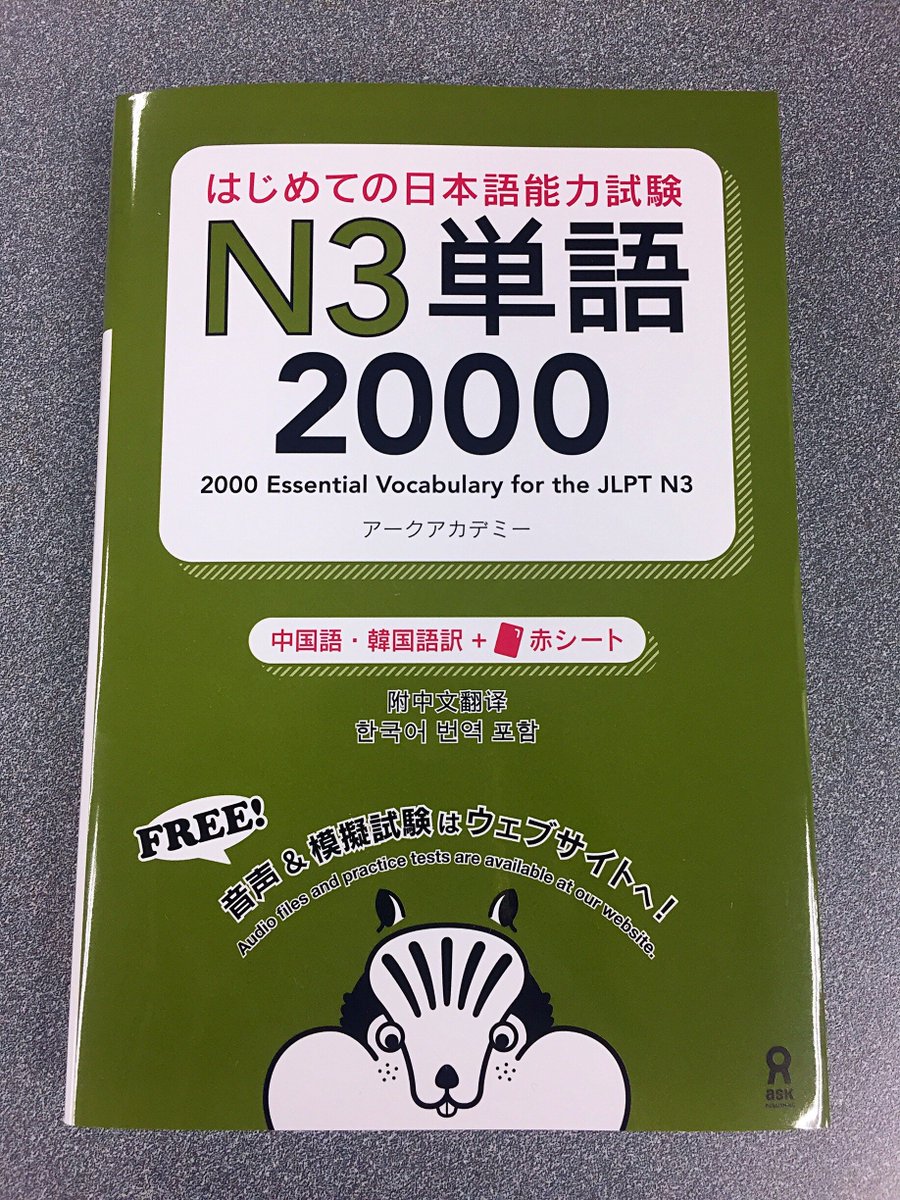 はじめての日本語能力試験
N3単語
2000
2000 Essential Vocabulary for the JLPT N3
アークアカデミー
中国語・韓国語訳+赤シート
附中文翻译
한국어 번역 포함
FREE!
音声&模擬試験はウェブサイトへ!
Audio files and practice tests are available at our website.
ask
PUBLISHING